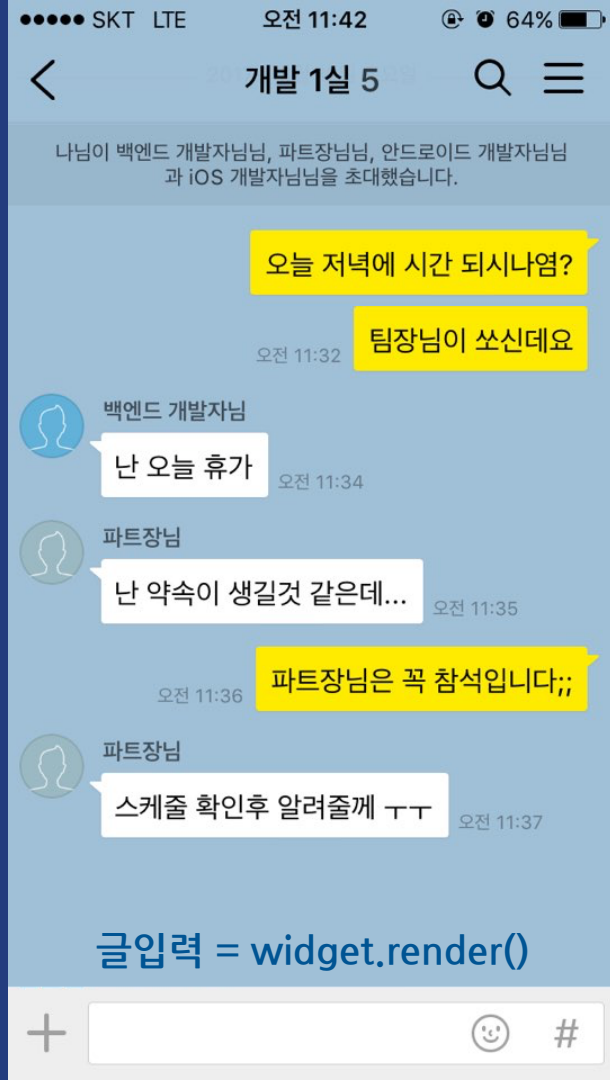 SKT LTE 오전 11:42 64%
개발 1실 5
나님이 백엔드 개발자님님, 파트장님님, 안드로이드 개발자님님
과 iOS 개발자님님을 초대했습니다.
오늘 저녁에 시간 되시나염?
팀장님이 쏘신데요
오전 11:32
백엔드 개발자님
난 오늘 휴가
오전 11:34
파트장님
난 약속이 생길것 같은데...
오전 11:35
파트장님은 꼭 참석입니다;;
오전 11:36
파트장님
스케줄 확인후 알려줄께 ㅜㅜ
오전 11:37
글입력 = widget.render()
#